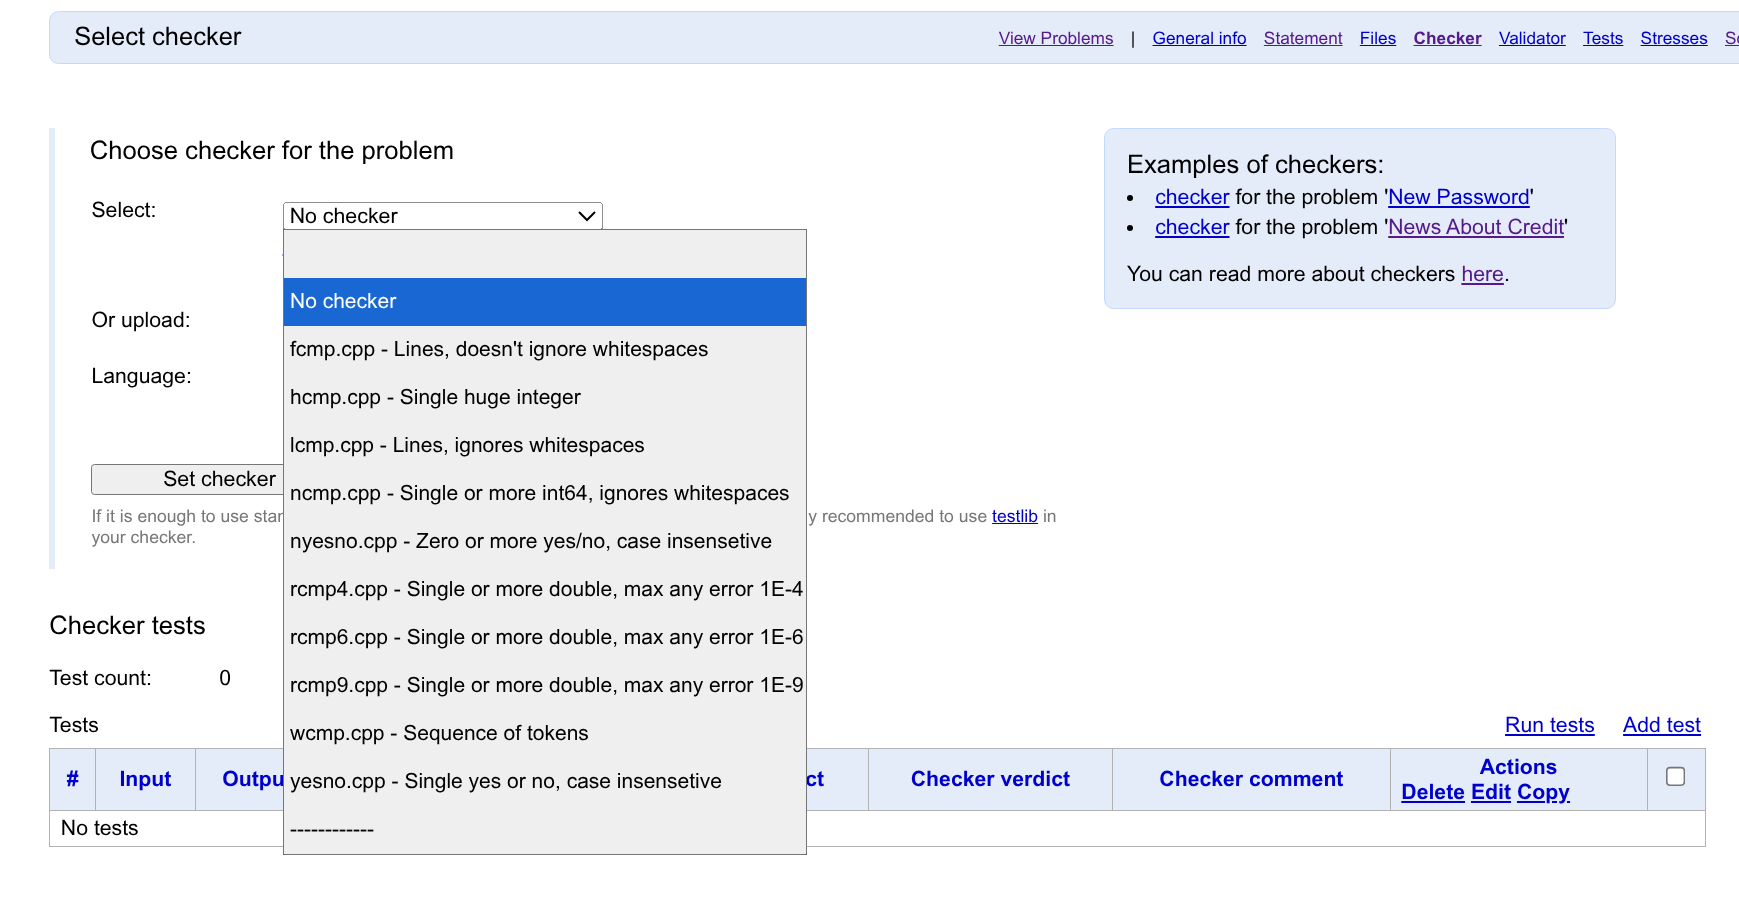 Select checker
View Problems | General info Statement Files Checker Validator Tests Stresses
Choose checker for the problem
Select:
No checker
No checker
fcmp.cpp - Lines, doesn't ignore whitespaces
hcmp.cpp - Single huge integer
lcmp.cpp - Lines, ignores whitespaces
ncmp.cpp - Single or more int64, ignores whitespaces
nyesno.cpp - Zero or more yes/no, case insensetive
rcmp4.cpp - Single or more double, max any error 1E-4
rcmp6.cpp - Single or more double, max any error 1E-6
rcmp9.cpp - Single or more double, max any error 1E-9
wcmp.cpp - Sequence of tokens
yesno.cpp - Single yes or no, case insensetive
------------
Or upload:
Language:
Set checker
If it is enough to use
recommended to use testlib in
your checker.
Examples of checkers:
• checker for the problem 'New Password'
• checker for the problem 'News About Credit'
You can read more about checkers here.
Checker tests
Test count: 0
Tests
Run tests Add test
# Input Checker verdict Checker comment Actions
Delete Edit Copy
No tests